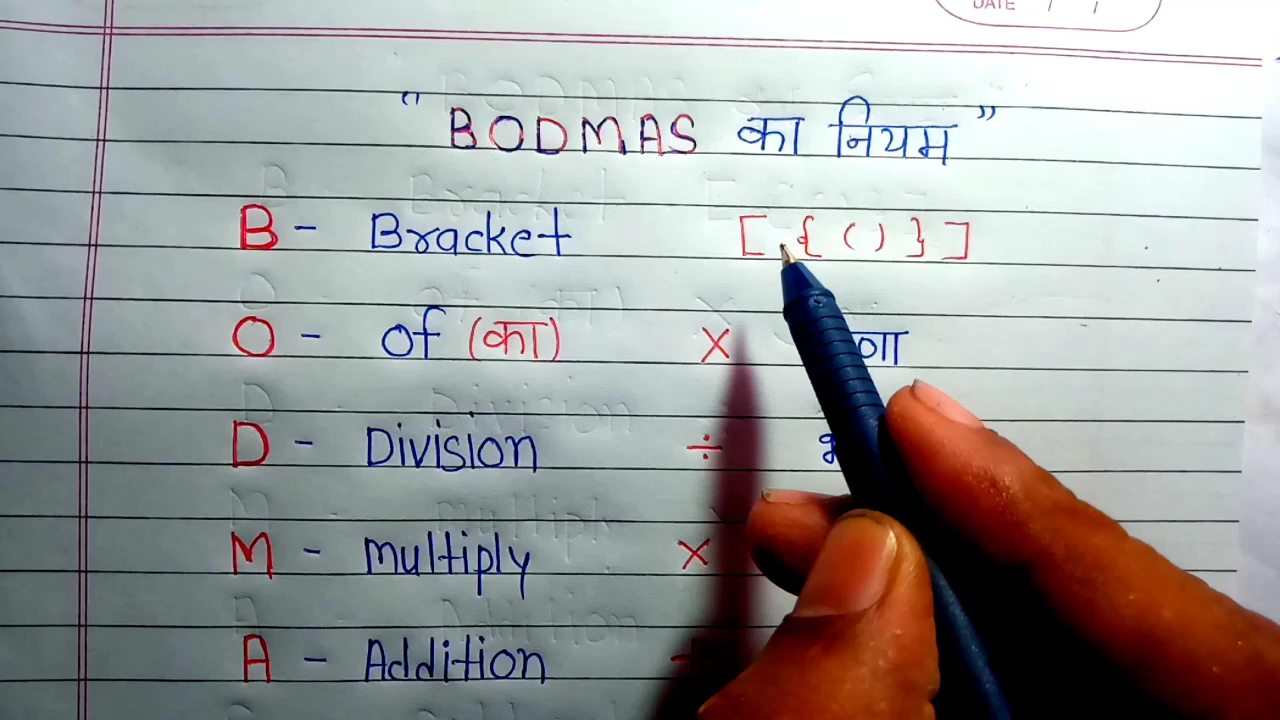 DATE / /
" BODMAS का नियम "
B - Bracket [ { ( ) } ]
O - of (का) ×
D - Division ÷
M - multiply ×
A - Addition